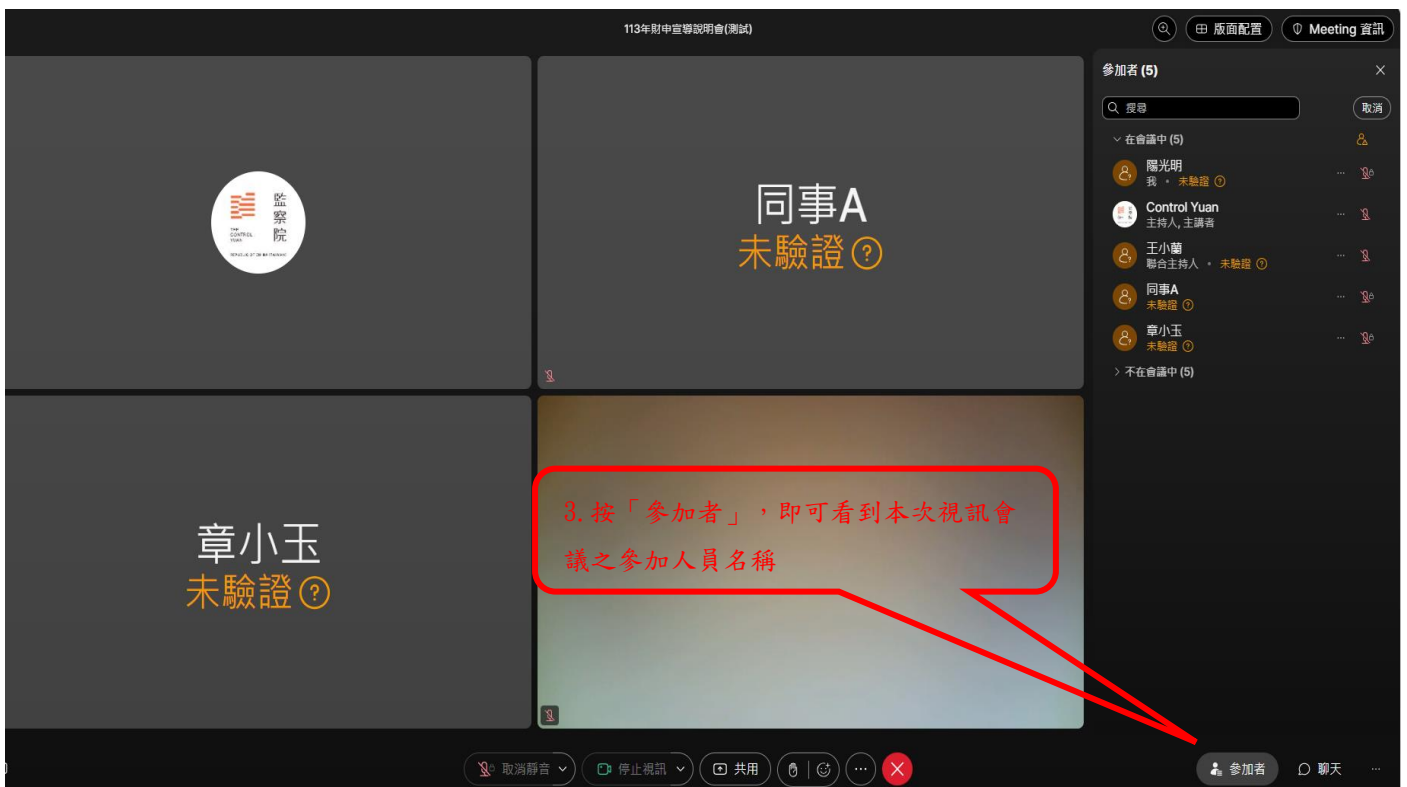 113年財申宣導說明會(測試)
版面配置
Meeting 資訊
參加者 (5)
搜尋
取消
在會議中 (5)
陽光明
我 • 未驗證
Control Yuan
主持人, 主講者
王小蘭
聯合主持人 • 未驗證
同事A
未驗證
章小玉
未驗證
不在會議中 (5)
監察院
THE CONTROL YUAN
同事A
未驗證
章小玉
未驗證
3.按「參加者」,即可看到本次視訊會
議之參加人員名稱
取消靜音
停止視訊
共用
參加者
聊天